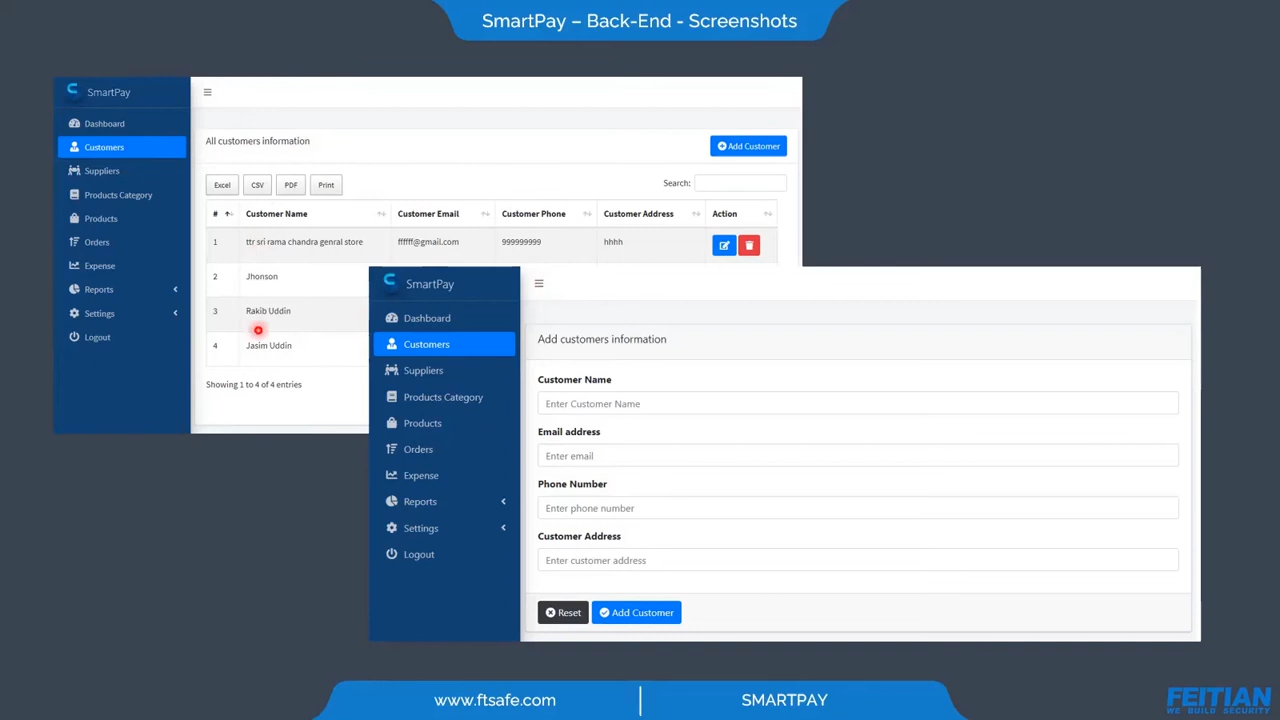 SmartPay – Back-End - Screenshots
SmartPay
Dashboard
Customers
Suppliers
Products Category
Products
Orders
Expense
Reports
Settings
Logout
All customers information
Add Customer
Excel CSV PDF Print
Search:
# Customer Name Customer Email Customer Phone Customer Address Action
1 ttr sri rama chandra genral store ffffff@gmail.com 999999999 hhhh
2 Jhonson
3 Rakib Uddin
4 Jasim Uddin
Showing 1 to 4 of 4 entries
SmartPay
Dashboard
Customers
Suppliers
Products Category
Products
Orders
Expense
Reports
Settings
Logout
Add customers information
Customer Name
Enter Customer Name
Email address
Enter email
Phone Number
Enter phone number
Customer Address
Enter customer address
Reset Add Customer
www.ftsafe.com SMARTPAY
FEITIAN
WE BUILD SECURITY